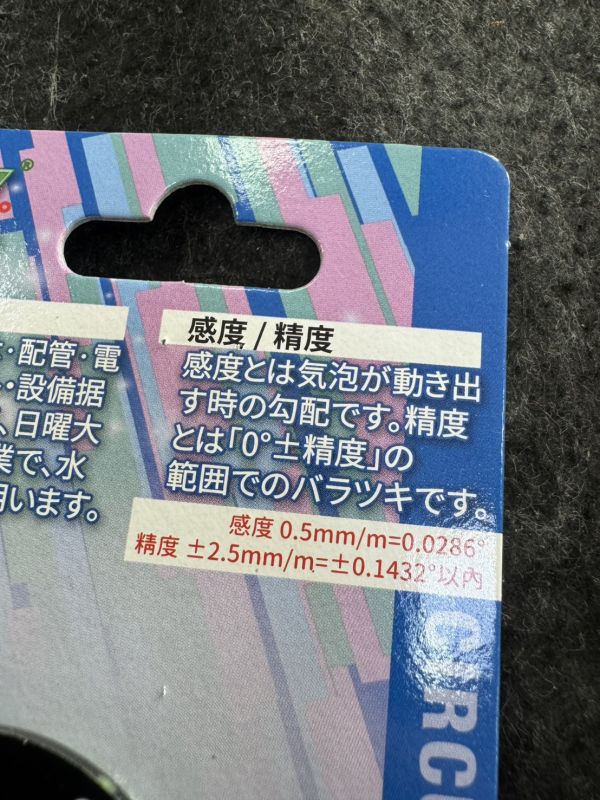 ®
感度 / 精度
・配管・電
・設備据
、日曜大
業で、水
用います。
感度とは気泡が動き出
す時の勾配です。精度
とは「0°±精度」の
範囲でのバラツキです。
感度 0.5mm/m=0.0286°
精度 ±2.5mm/m=±0.1432°以內
CIRC